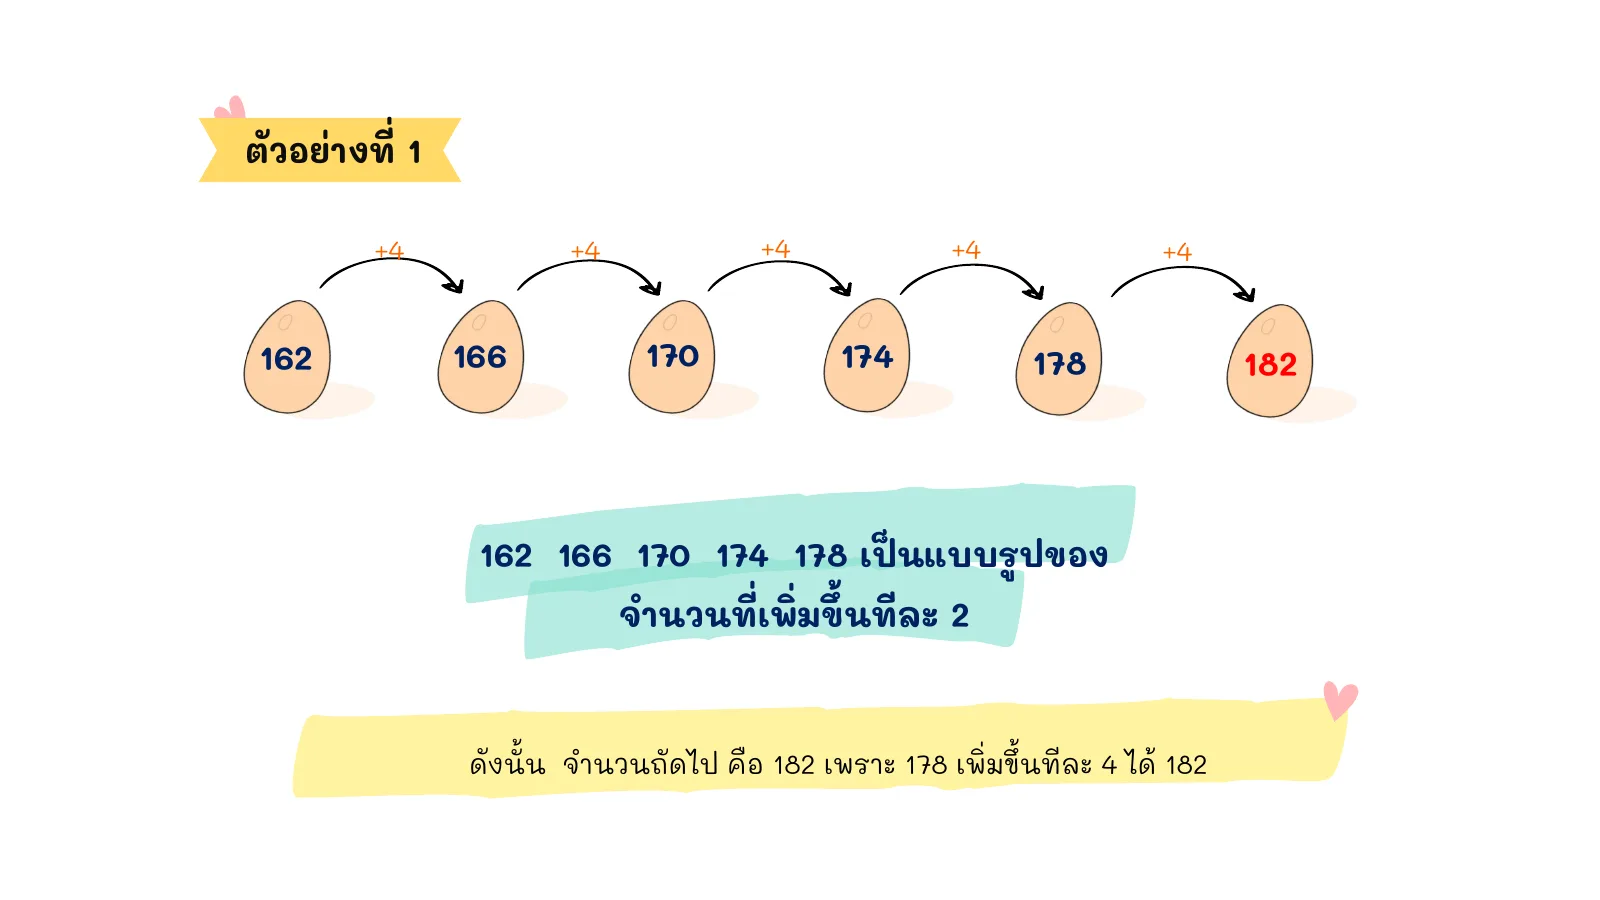 ตัวอย่างที่ 1
+4 +4 +4 +4 +4
162 166 170 174 178 182
162 166 170 174 178 เป็นแบบรูปของ
จำนวนที่เพิ่มขึ้นทีละ 2
ดังนั้น จำนวนถัดไป คือ 182 เพราะ 178 เพิ่มขึ้นทีละ 4 ได้ 182